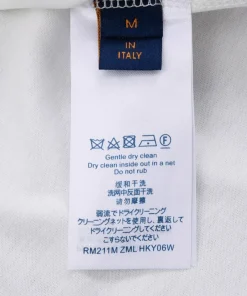 M
IN
ITALY
F
Gentle dry clean
Dry clean inside out in a net
Do not rub
缓和干洗
洗网中反面干洗
请勿摩擦
弱流でドライクリーニング
クリーニングネットを使用し、裏返して
ドライクリーニングしてください
こすらないでください
RM211M ZML HKY06W